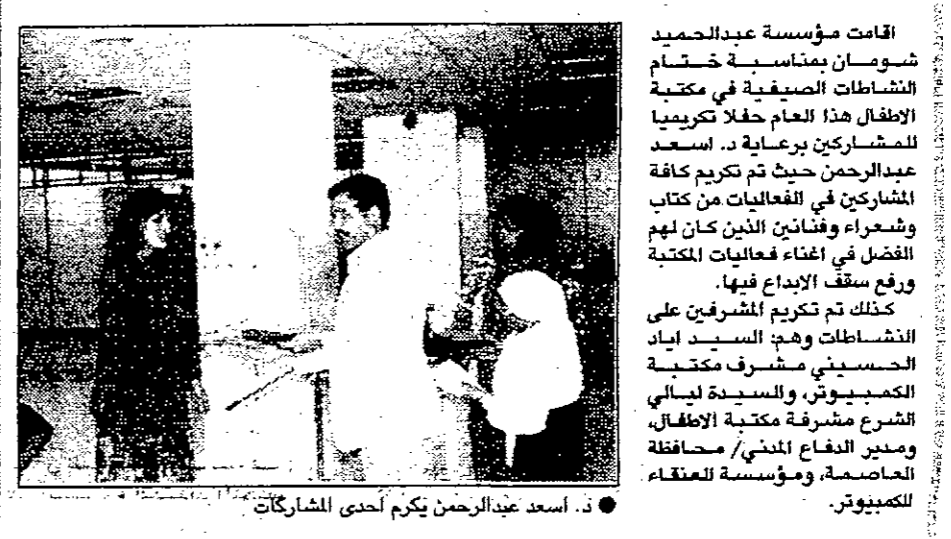 اقامت مؤسسة عبدالحميد
شومان بمناسبة ختام
النشاطات الصيفية في مكتبة
الاطفال هذا العام حفلا تكريميا
للمشاركين برعاية د. اسعد
عبدالرحمن حيث تم تكريم كافة
المشاركين في الفعاليات من كتاب
وشعراء وفنانين الذين كان لهم
الفضل في اغناء فعاليات المكتبة
ورفع سقف الابداع فيها.
كذلك تم تكريم المشرفين على
النشاطات وهم: السيد اياد
الحسيني مشرف مكتبة
الكمبيوتر، والسيدة ليالي
الشرع مشرفة مكتبة الاطفال،
ومدير الدفاع المدني/ محافظة
العاصمة، ومؤسسة العنقاء
للكمبيوتر.
● د. أسعد عبدالرحمن يكرم احدى المشاركات